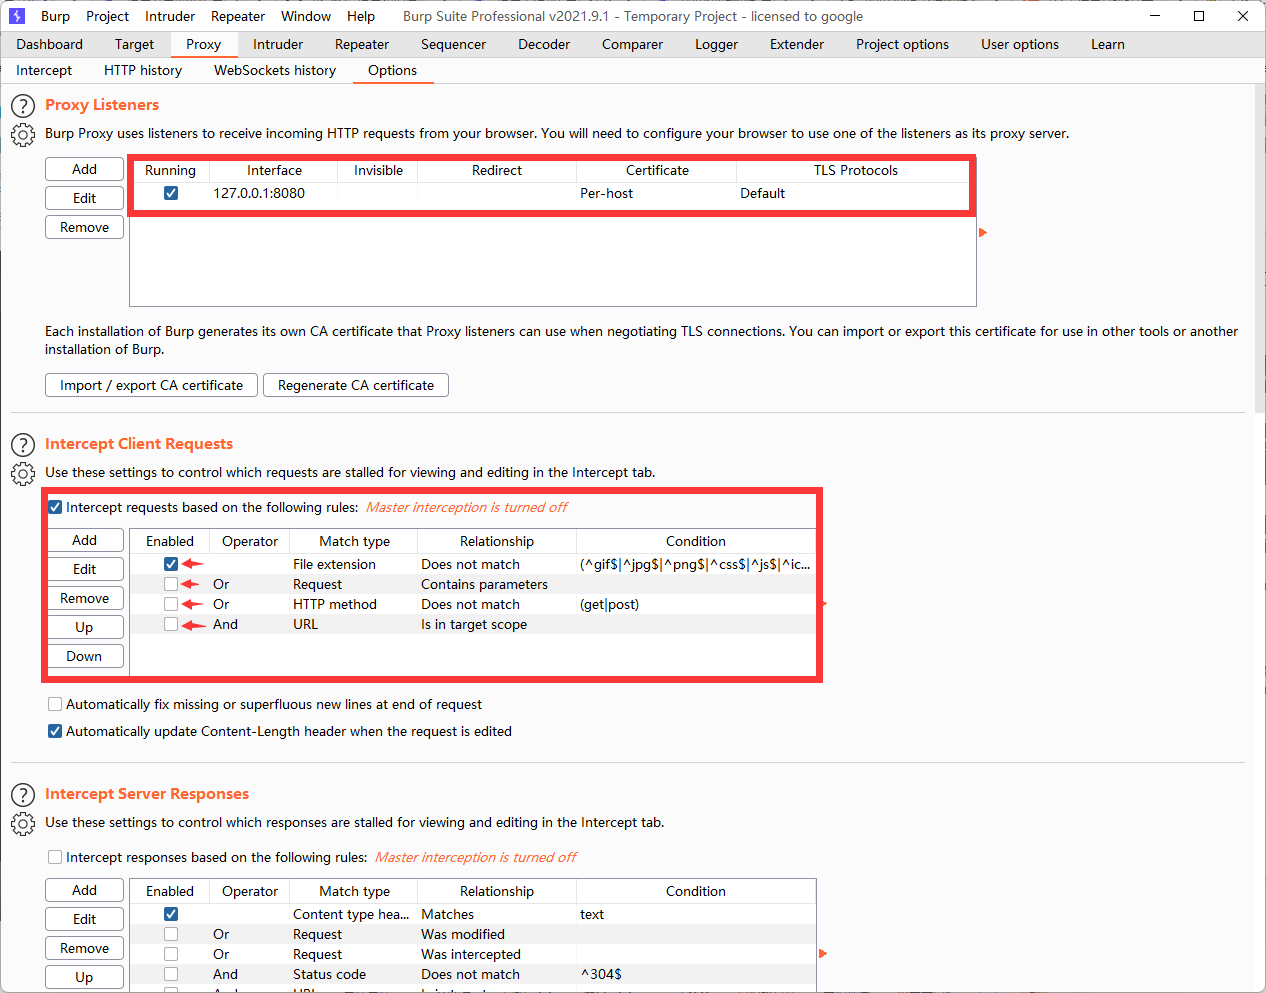 Burp Project Intruder Repeater Window Help Burp Suite Professional v2021.9.1 - Temporary Project - licensed to google
Dashboard Target Proxy Intruder Repeater Sequencer Decoder Comparer Logger Extender Project options User options Learn
Intercept HTTP history WebSockets history Options
Proxy Listeners
Burp Proxy uses listeners to receive incoming HTTP requests from your browser. You will need to configure your browser to use one of the listeners as its proxy server.
Add
Edit
Remove
Running Interface Invisible Redirect Certificate TLS Protocols
127.0.0.1:8080 Per-host Default
Each installation of Burp generates its own CA certificate that Proxy listeners can use when negotiating TLS connections. You can import or export this certificate for use in other tools or another
installation of Burp.
Import / export CA certificate Regenerate CA certificate
Intercept Client Requests
Use these settings to control which requests are stalled for viewing and editing in the Intercept tab.
Intercept requests based on the following rules: Master interception is turned off
Add
Edit
Remove
Up
Down
Enabled Operator Match type Relationship Condition
File extension Does not match (^gif$|^jpg$|^png$|^css$|^js$|^ic...
Or Request Contains parameters
Or HTTP method Does not match (get|post)
And URL Is in target scope
Automatically fix missing or superfluous new lines at end of request
Automatically update Content-Length header when the request is edited
Intercept Server Responses
Use these settings to control which responses are stalled for viewing and editing in the Intercept tab.
Intercept responses based on the following rules: Master interception is turned off
Add
Edit
Remove
Up
Enabled Operator Match type Relationship Condition
Content type hea... Matches text
Or Request Was modified
Or Request Was intercepted
And Status code Does not match ^304$